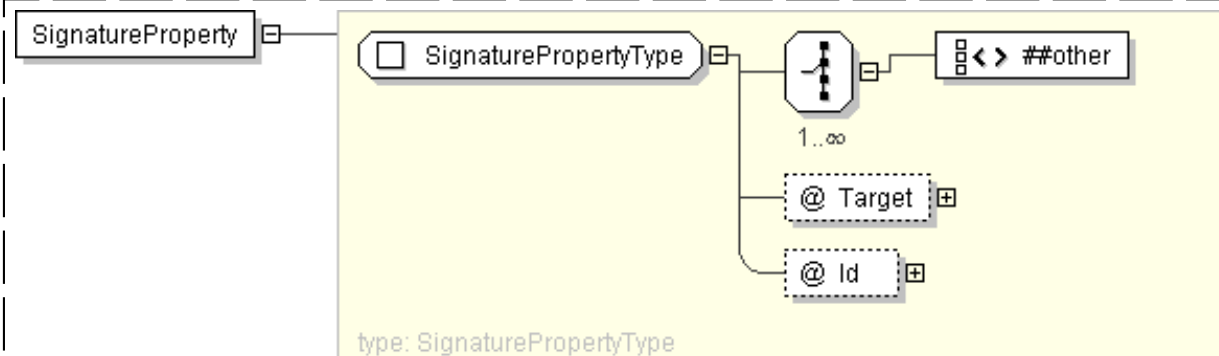 SignatureProperty
SignaturePropertyType
##other
1..∞
@ Target
@ Id
type: SignaturePropertyType